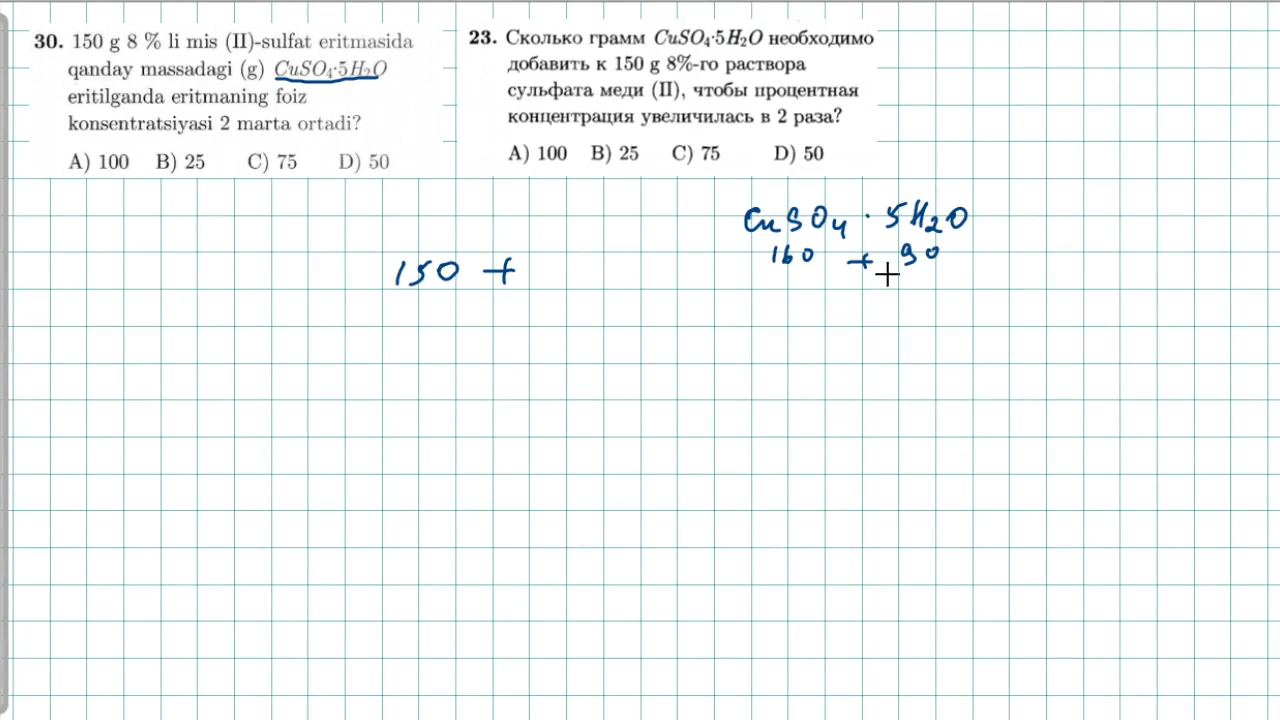 30. 150 g 8 % li mis (II)-sulfat eritmasida
qanday massadagi (g) CuSO₄·5H₂O
eritilganda eritmaning foiz
konsentratsiyasi 2 marta ortadi?
A) 100 B) 25 C) 75 D) 50
23. Сколько грамм CuSO₄·5H₂O необходимо
добавить к 150 g 8%-го раствора
сульфата меди (II), чтобы процентная
концентрация увеличилась в 2 раза?
A) 100 B) 25 C) 75 D) 50
CuSO₄ · 5H₂O
160 + 90
150 +